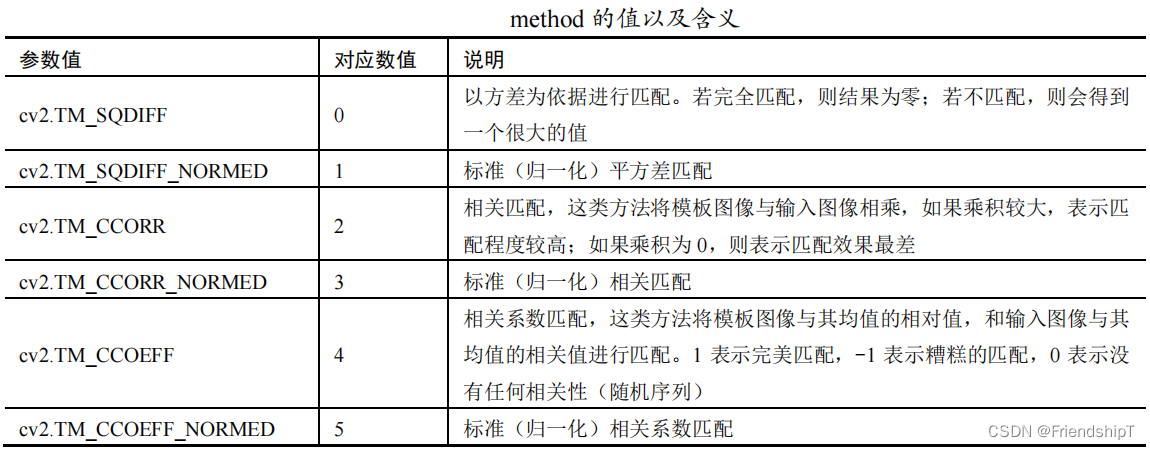 method 的值以及含义
参数值 对应数值 说明
cv2.TM_SQDIFF 0 以方差为依据进行匹配。若完全匹配，则结果为零；若不匹配，则会得到
一个很大的值
cv2.TM_SQDIFF_NORMED 1 标准（归一化）平方差匹配
cv2.TM_CCORR 2 相关匹配，这类方法将模板图像与输入图像相乘，如果乘积较大，表示匹
配程度较高；如果乘积为 0，则表示匹配效果最差
cv2.TM_CCORR_NORMED 3 标准（归一化）相关匹配
cv2.TM_CCOEFF 4 相关系数匹配，这类方法将模板图像与其均值的相对值，和输入图像与其
均值的相关值进行匹配。1 表示完美匹配，-1 表示糟糕的匹配，0 表示没
有任何相关性（随机序列）
cv2.TM_CCOEFF_NORMED 5 标准（归一化）相关系数匹配
CSDN @FriendshipT